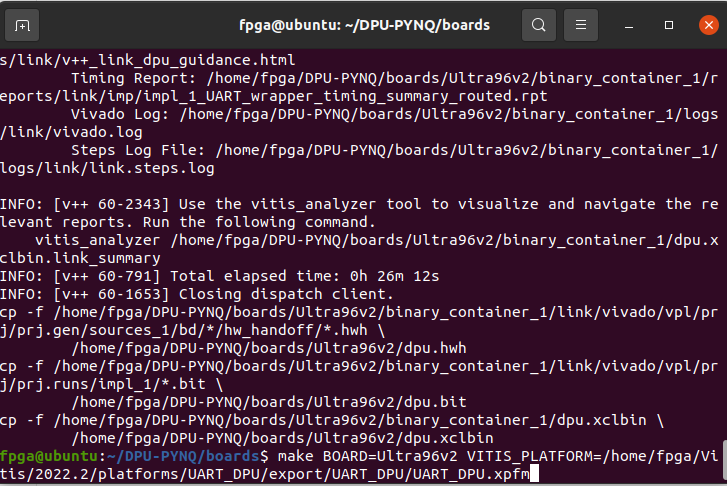 fpga@ubuntu: ~/DPU-PYNQ/boards
s/link/v++_link_dpu_guidance.html
        Timing Report: /home/fpga/DPU-PYNQ/boards/Ultra96v2/binary_container_1/r
eports/link/imp/impl_1_UART_wrapper_timing_summary_routed.rpt
        Vivado Log: /home/fpga/DPU-PYNQ/boards/Ultra96v2/binary_container_1/logs
/link/vivado.log
        Steps Log File: /home/fpga/DPU-PYNQ/boards/Ultra96v2/binary_container_1/
logs/link/link.steps.log

INFO: [v++ 60-2343] Use the vitis_analyzer tool to visualize and navigate the re
levant reports. Run the following command.
    vitis_analyzer /home/fpga/DPU-PYNQ/boards/Ultra96v2/binary_container_1/dpu.x
clbin.link_summary
INFO: [v++ 60-791] Total elapsed time: 0h 26m 12s
INFO: [v++ 60-1653] Closing dispatch client.
cp -f /home/fpga/DPU-PYNQ/boards/Ultra96v2/binary_container_1/link/vivado/vpl/pr
j/prj.gen/sources_1/bd/*/hw_handoff/*.hwh \
        /home/fpga/DPU-PYNQ/boards/Ultra96v2/dpu.hwh
cp -f /home/fpga/DPU-PYNQ/boards/Ultra96v2/binary_container_1/link/vivado/vpl/pr
j/prj.runs/impl_1/*.bit \
        /home/fpga/DPU-PYNQ/boards/Ultra96v2/dpu.bit
cp -f /home/fpga/DPU-PYNQ/boards/Ultra96v2/binary_container_1/dpu.xclbin \
        /home/fpga/DPU-PYNQ/boards/Ultra96v2/dpu.xclbin
fpga@ubuntu:~/DPU-PYNQ/boards$ make BOARD=Ultra96v2 VITIS_PLATFORM=/home/fpga/Vi
tis/2022.2/platforms/UART_DPU/export/UART_DPU/UART_DPU.xpfm